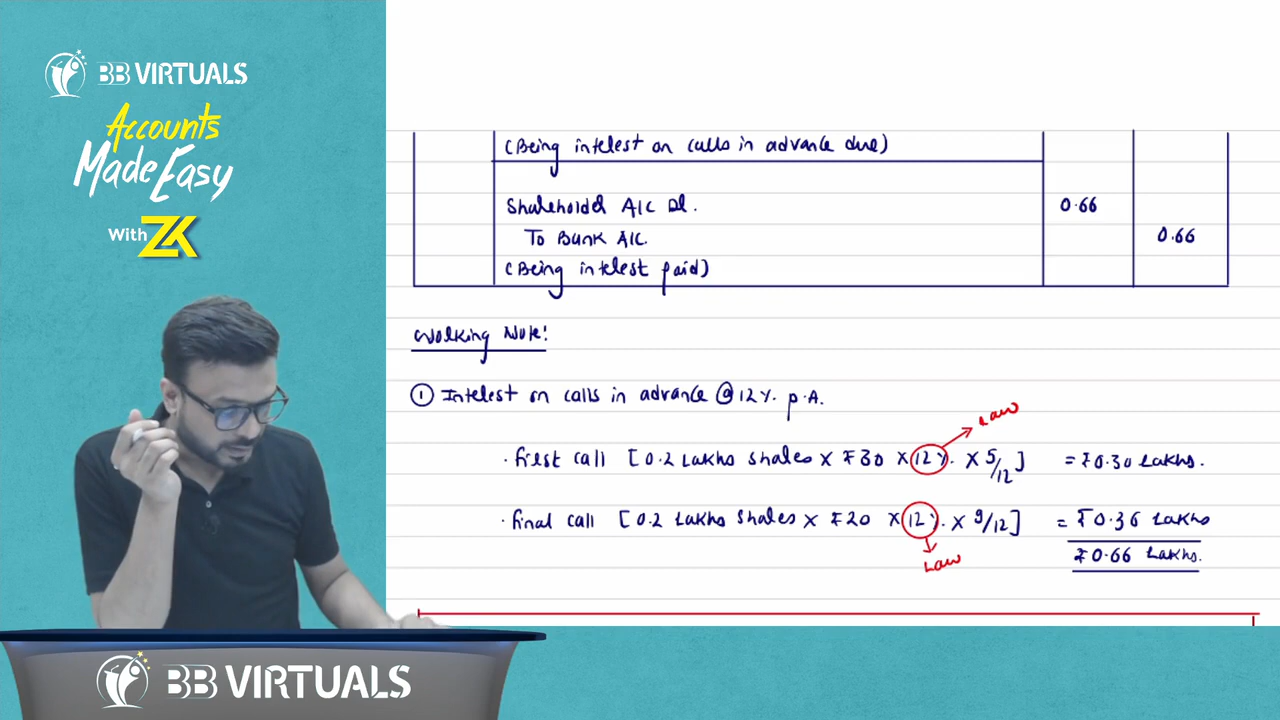 BB VIRTUALS
Accounts
Made Easy
With ZK
(Being interest on calls in advance due)
Shareholder A/C Dr. 0.66
To Bank A/C. 0.66
(Being interest paid)
Working Note:
① Interest on calls in advance @ 12% p.A.
Law
· first call [0.2 Lakhs shares × ₹30 × 12% × 5/12] = ₹0.30 Lakhs.
· final call [0.2 Lakhs shares × ₹20 × 12% × 9/12] = ₹0.36 Lakhs
Law
₹0.66 Lakhs.
BB VIRTUALS